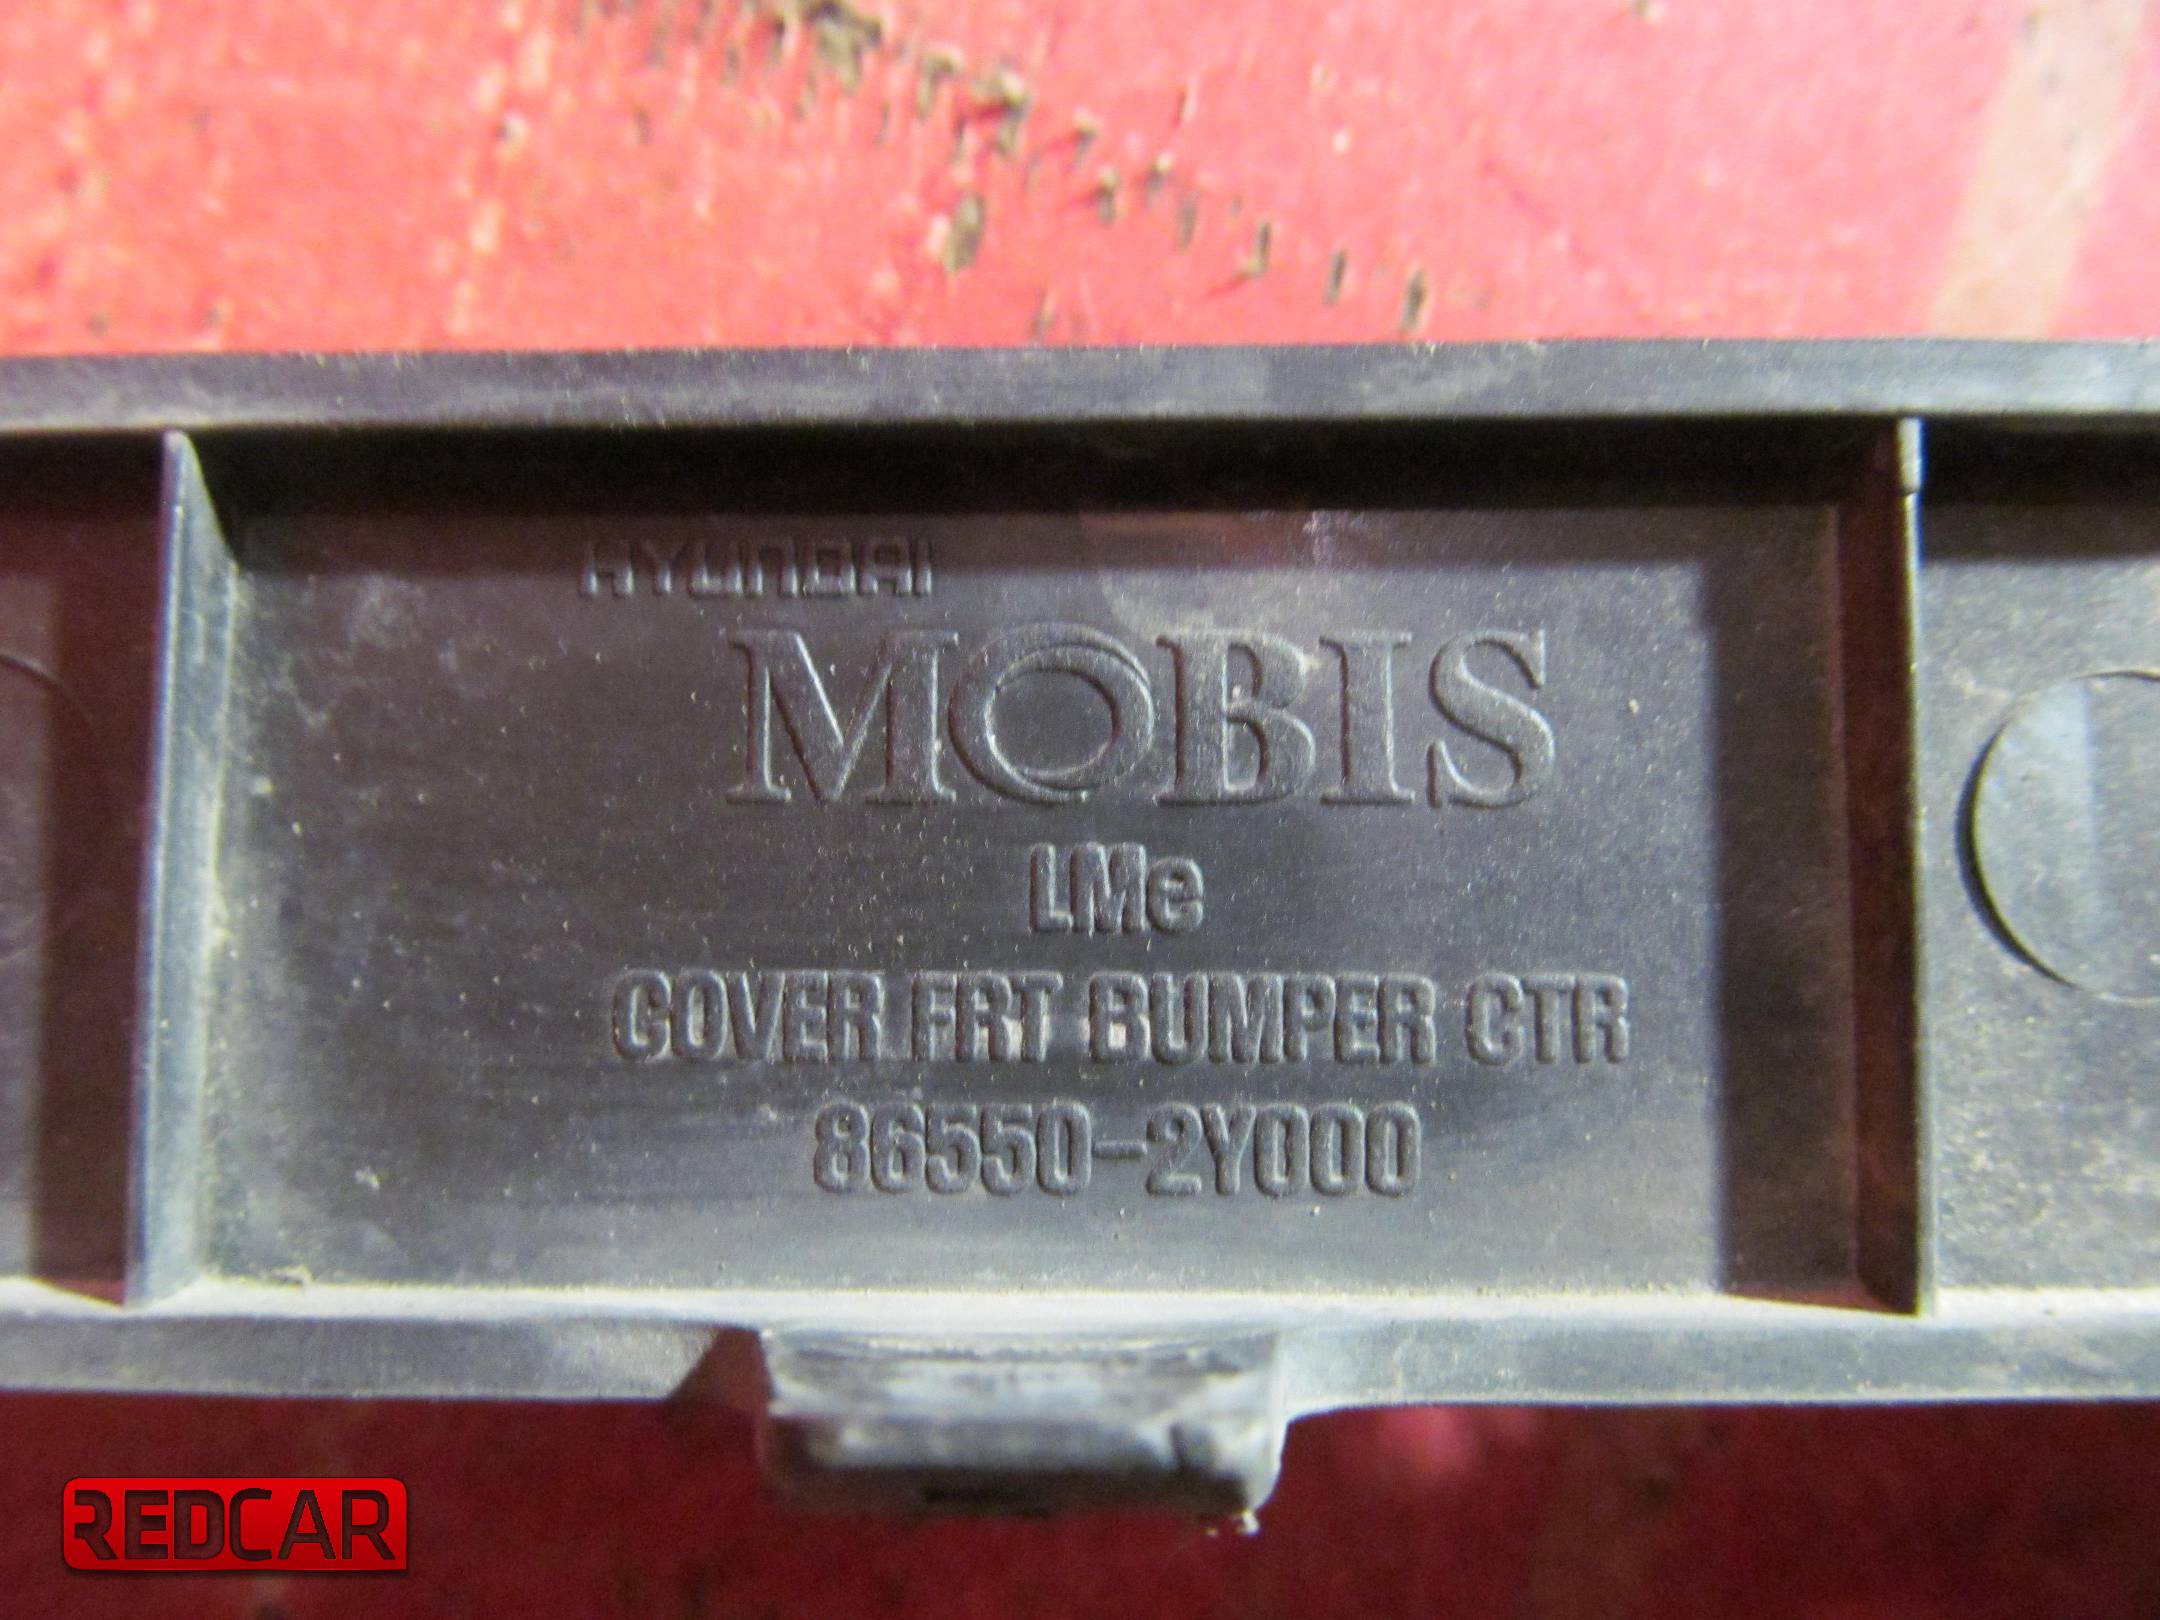 HYUNDAI
MOBIS
LMe
COVER FRT BUMPER CTR
86550-2Y000
REDCAR